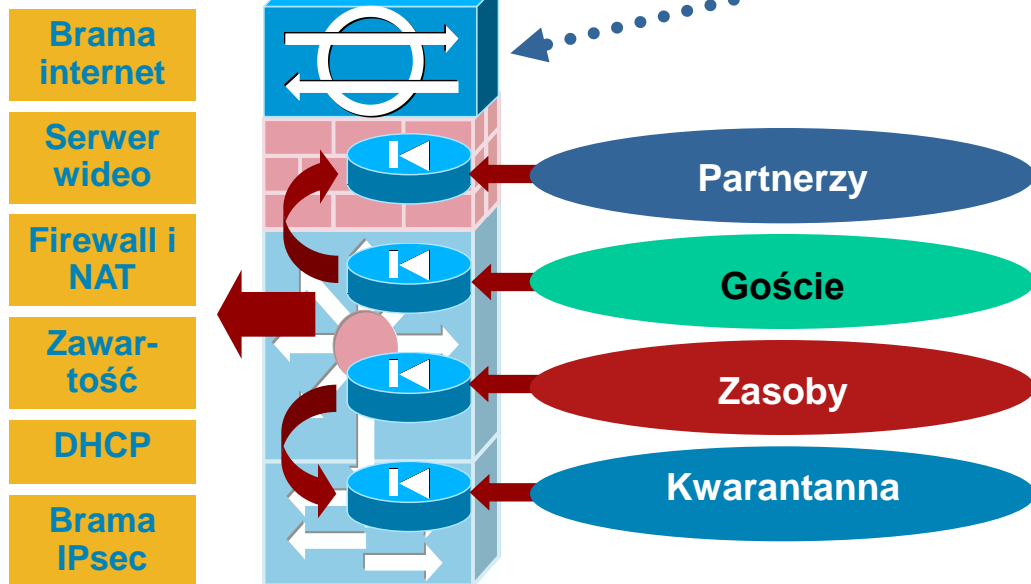 Brama
internet
Serwer
wideo
Firewall i
NAT
Zawar-
tość
DHCP
Brama
IPsec
Partnerzy
Goście
Zasoby
Kwarantanna